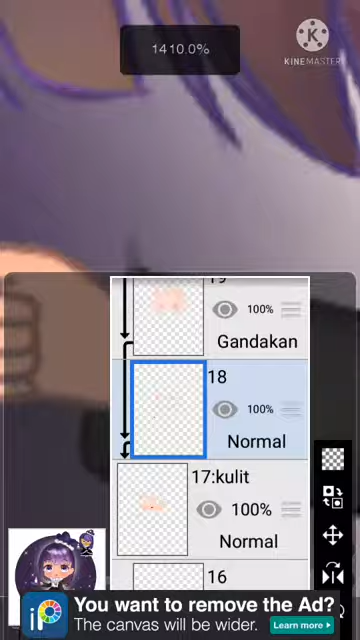 1410.0%
KINEMASTER
19
100%
Gandakan
18
100%
Normal
17:kulit
100%
Normal
16
You want to remove the Ad?
The canvas will be wider.
Learn more ▸